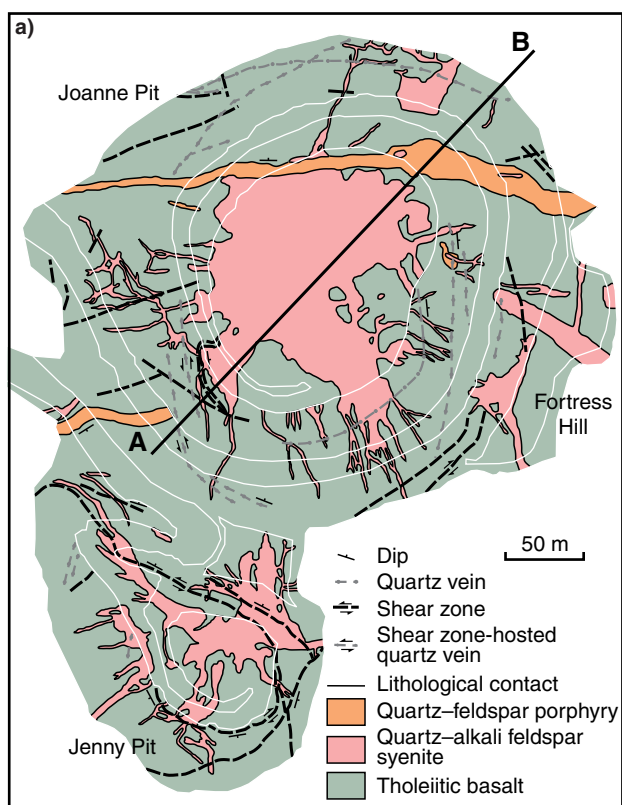 a)
B
Joanne Pit
A
Fortress
Hill
50 m
Dip
Quartz vein
Shear zone
Shear zone-hosted
quartz vein
Lithological contact
Quartz–feldspar porphyry
Quartz–alkali feldspar
syenite
Tholeiitic basalt
Jenny Pit